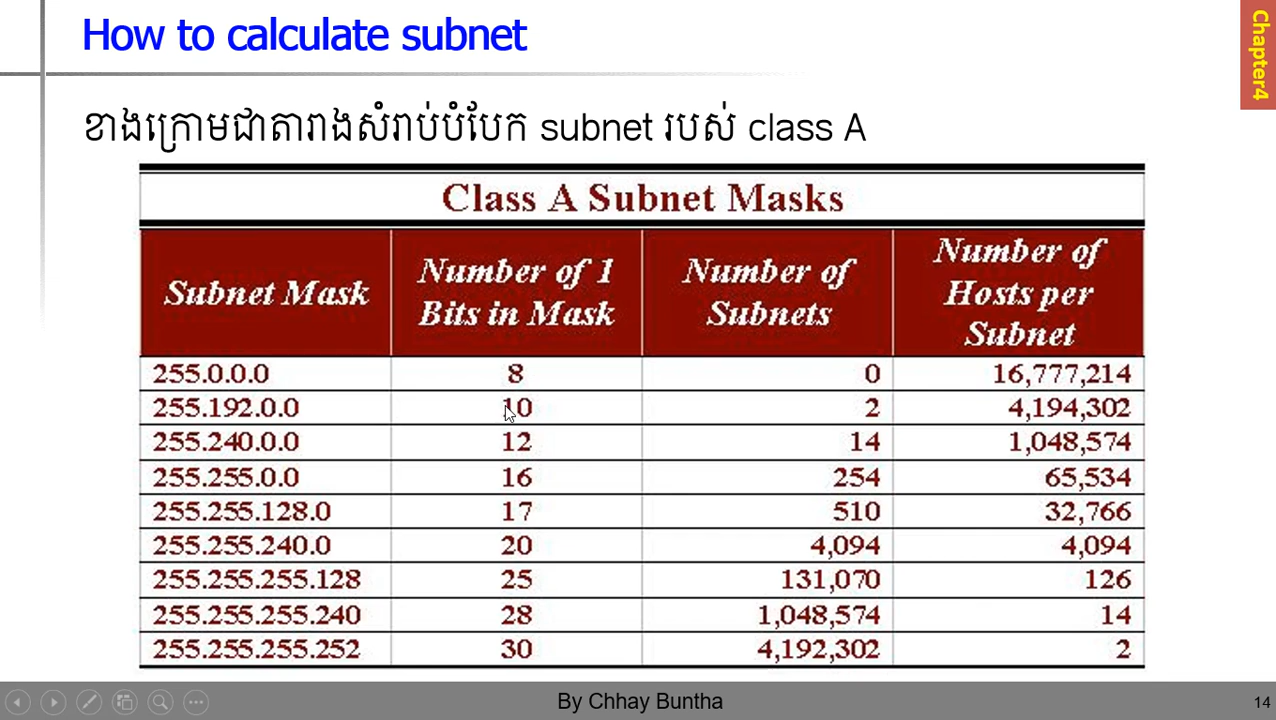 How to calculate subnet
Chapter4
ខាងក្រោមជាតារាងសំរាប់បំបែក subnet របស់ class A
Class A Subnet Masks
Subnet Mask Number of 1 Bits in Mask Number of Subnets Number of Hosts per Subnet
255.0.0.0 8 0 16,777,214
255.192.0.0 10 2 4,194,302
255.240.0.0 12 14 1,048,574
255.255.0.0 16 254 65,534
255.255.128.0 17 510 32,766
255.255.240.0 20 4,094 4,094
255.255.255.128 25 131,070 126
255.255.255.240 28 1,048,574 14
255.255.255.252 30 4,192,302 2
By Chhay Buntha
14